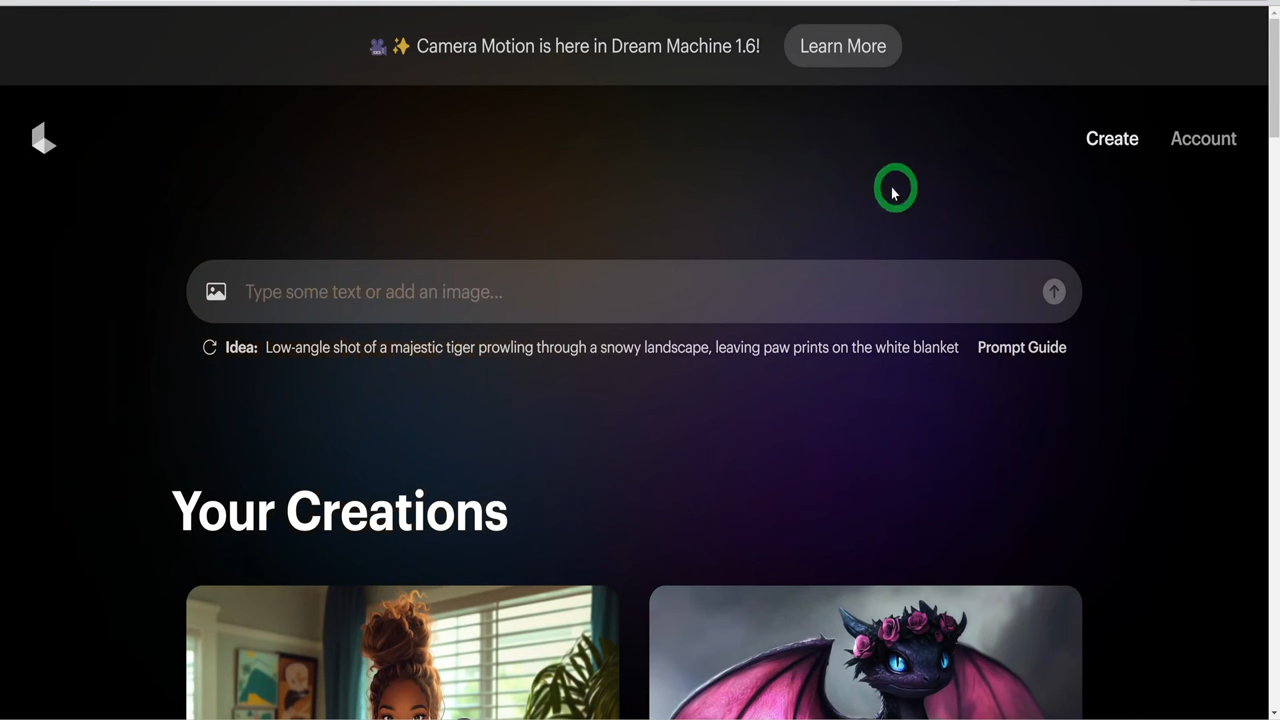 Camera Motion is here in Dream Machine 1.6!
Learn More
Create
Account
Type some text or add an image...
Idea: Low-angle shot of a majestic tiger prowling through a snowy landscape, leaving paw prints on the white blanket
Prompt Guide
Your Creations